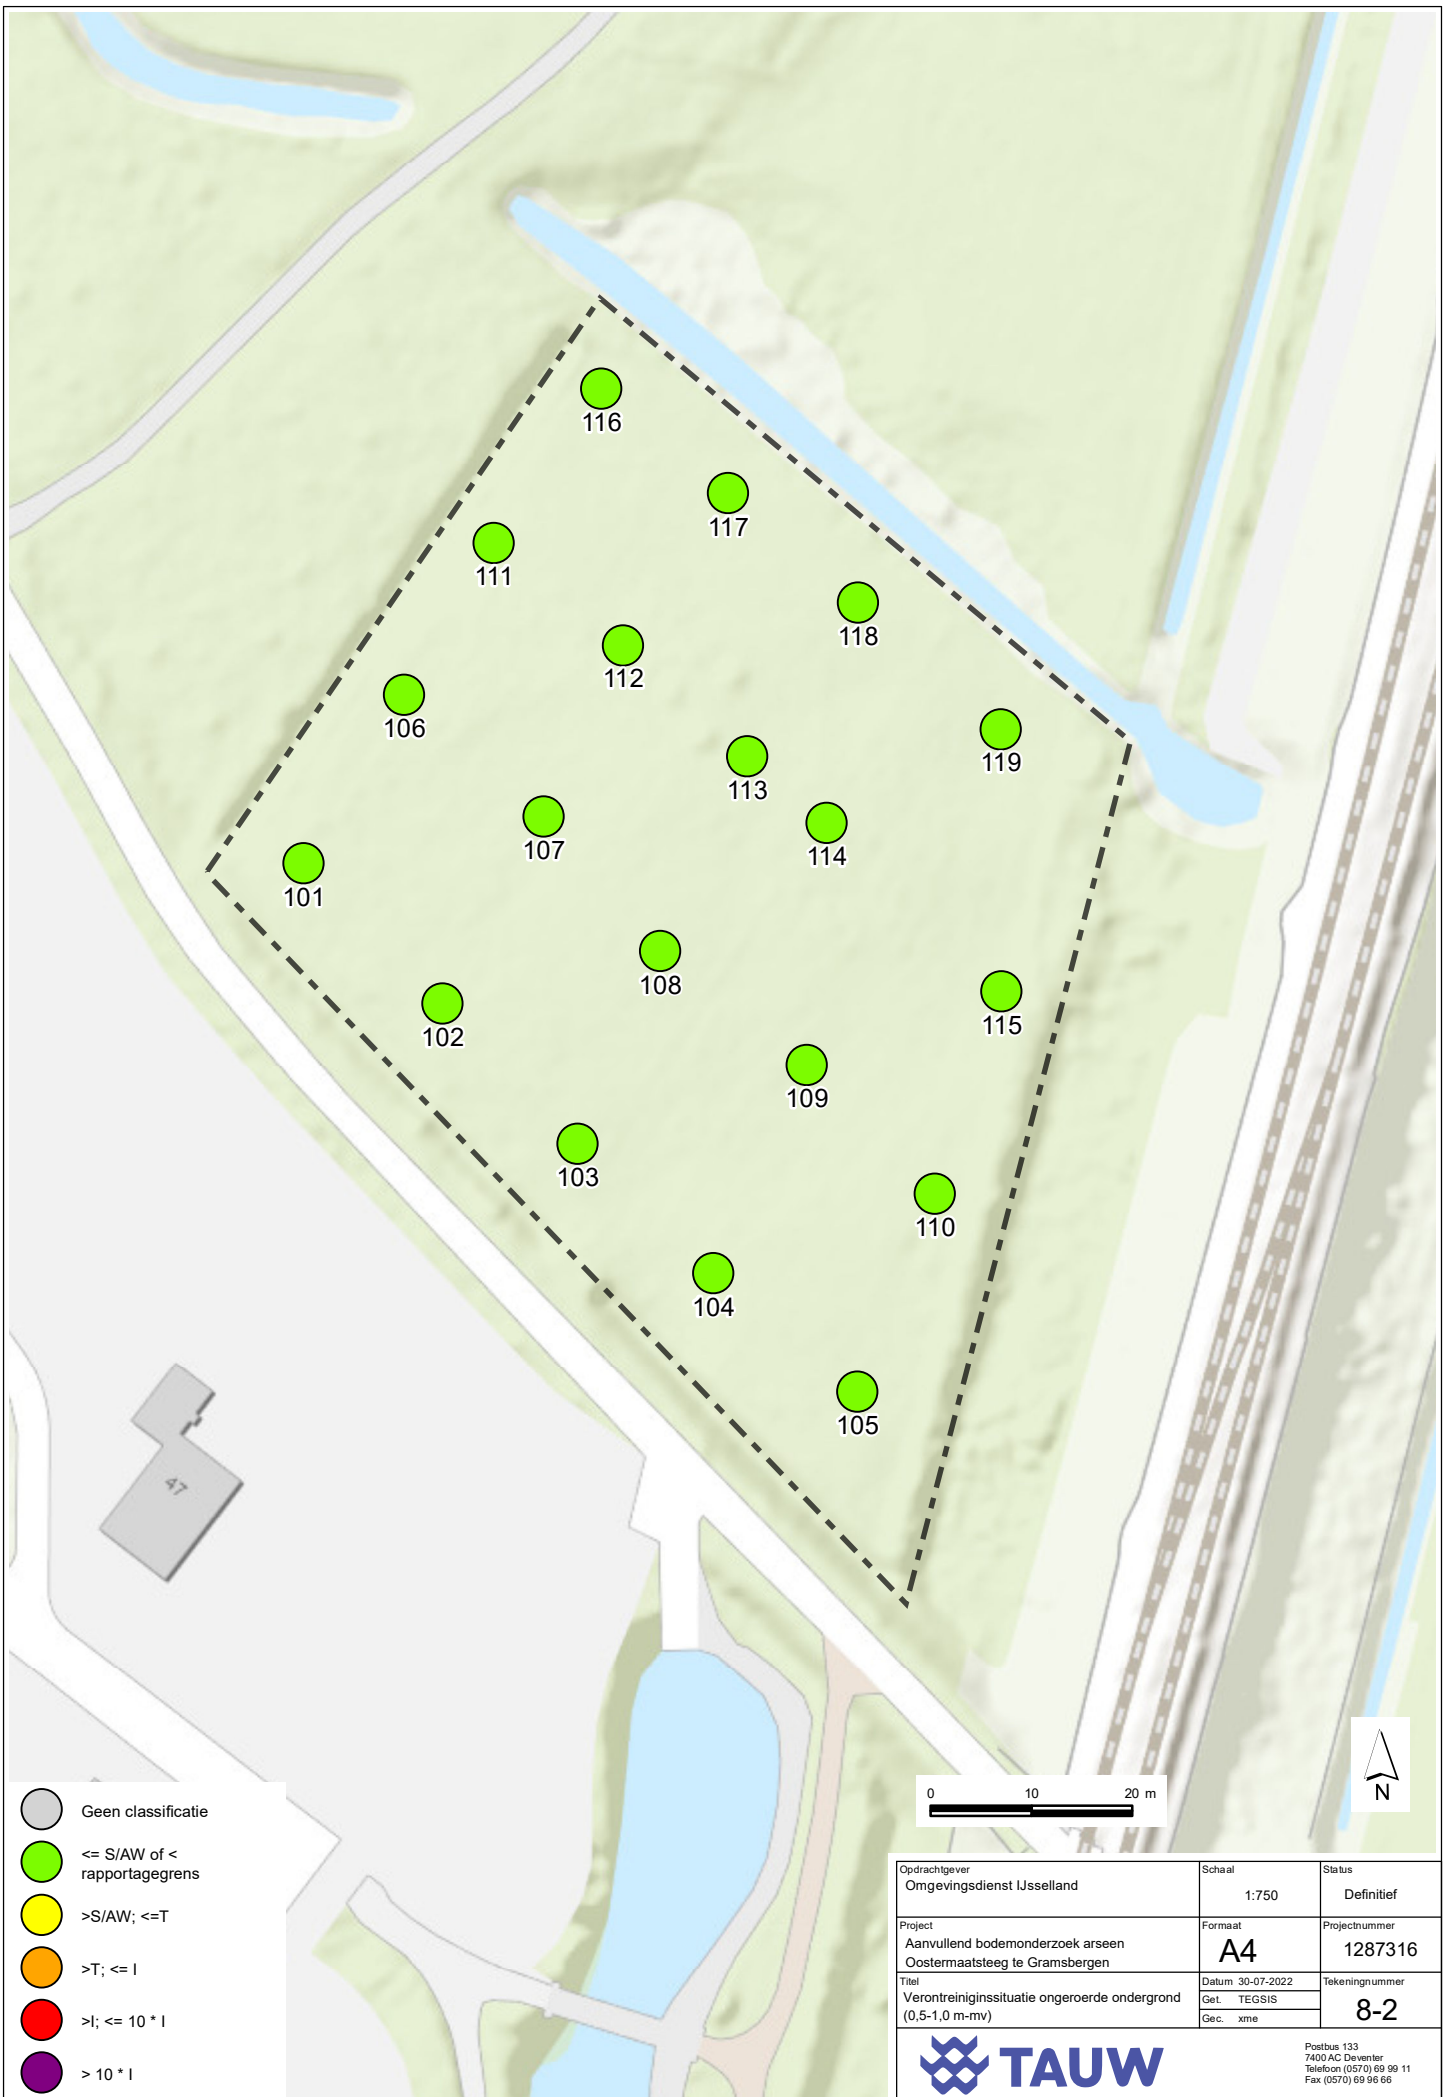 116
117
111
118
112
106
119
113
107
114
101
108
115
102
109
103
110
104
105
47
0 10 20 m
N
Geen classificatie
<= S/AW of <
rapportagegrens
>S/AW; <=T
>T; <= I
>I; <= 10 * I
> 10 * I
Opdrachtgever
Omgevingsdienst IJsselland
Schaal
1:750
Status
Definitief
Project
Aanvullend bodemonderzoek arseen
Oostermaatsteeg te Gramsbergen
Formaat
A4
Projectnummer
1287316
Titel
Verontreiniginssituatie ongeroerde ondergrond
(0,5-1,0 m-mv)
Datum 30-07-2022
Get. TEGSIS
Gec. xme
Tekeningnummer
8-2
TAUW
Postbus 133
7400 AC Deventer
Telefoon (0570) 69 99 11
Fax (0570) 69 96 66